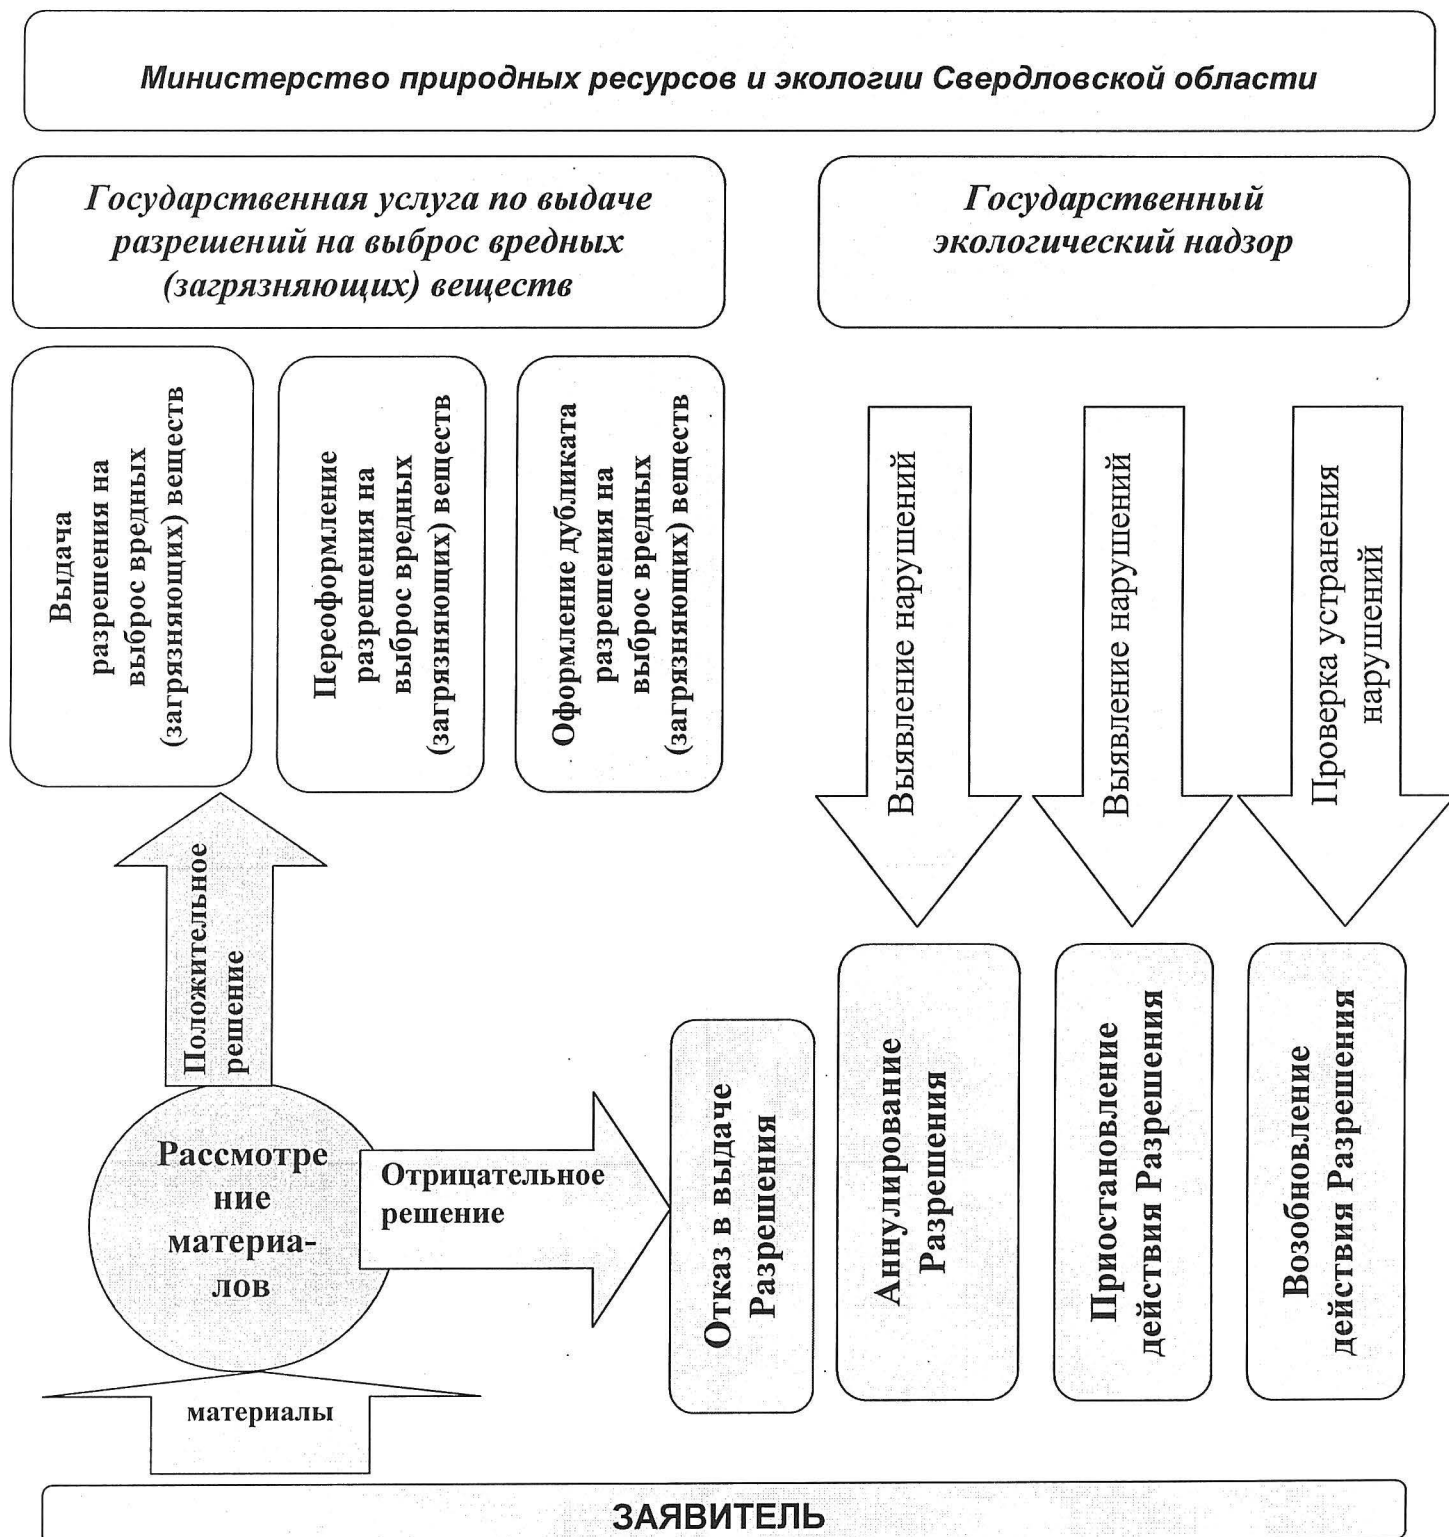 Министерство природных ресурсов и экологии Свердловской области
Государственная услуга по выдаче
разрешений на выброс вредных
(загрязняющих) веществ
Государственный
экологический надзор
Выдача
разрешения на
выброс вредных
(загрязняющих) веществ
Переоформление
разрешения на
выброс вредных
(загрязняющих) веществ
Оформление дубликата
разрешения на
выброс вредных
(загрязняющих) веществ
Выявление нарушений
Выявление нарушений
Проверка устранения
нарушений
Положительное
решение
Рассмотре
ние
материа-
лов
Отрицательное
решение
Отказ в выдаче
Разрешения
Аннулирование
Разрешения
Приостановление
действия Разрешения
Возобновление
действия Разрешения
материалы
ЗАЯВИТЕЛЬ